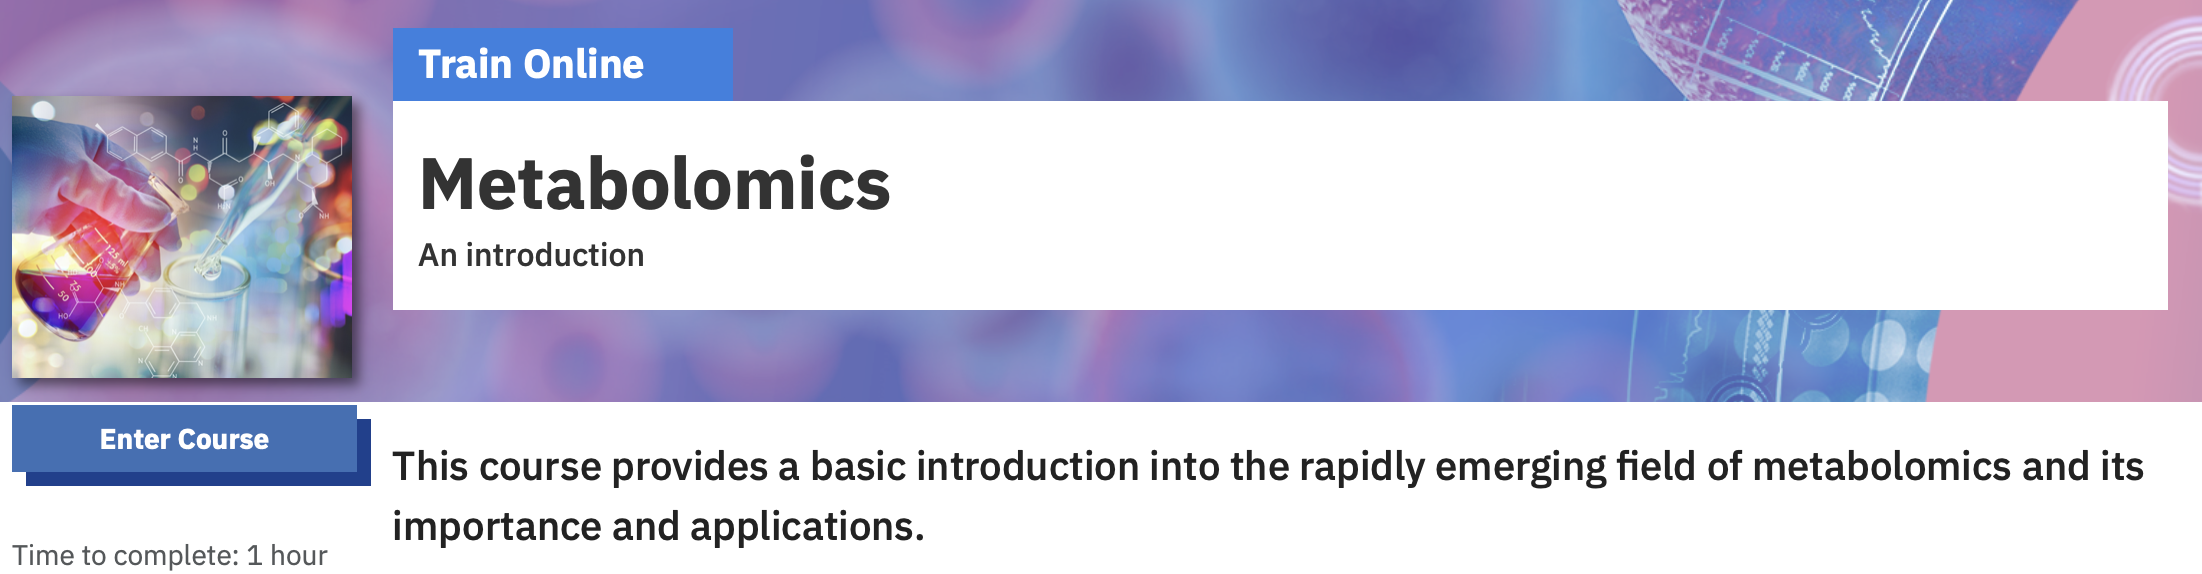 Train Online
Metabolomics
An introduction
Enter Course
This course provides a basic introduction into the rapidly emerging field of metabolomics and its
importance and applications.
Time to complete: 1 hour